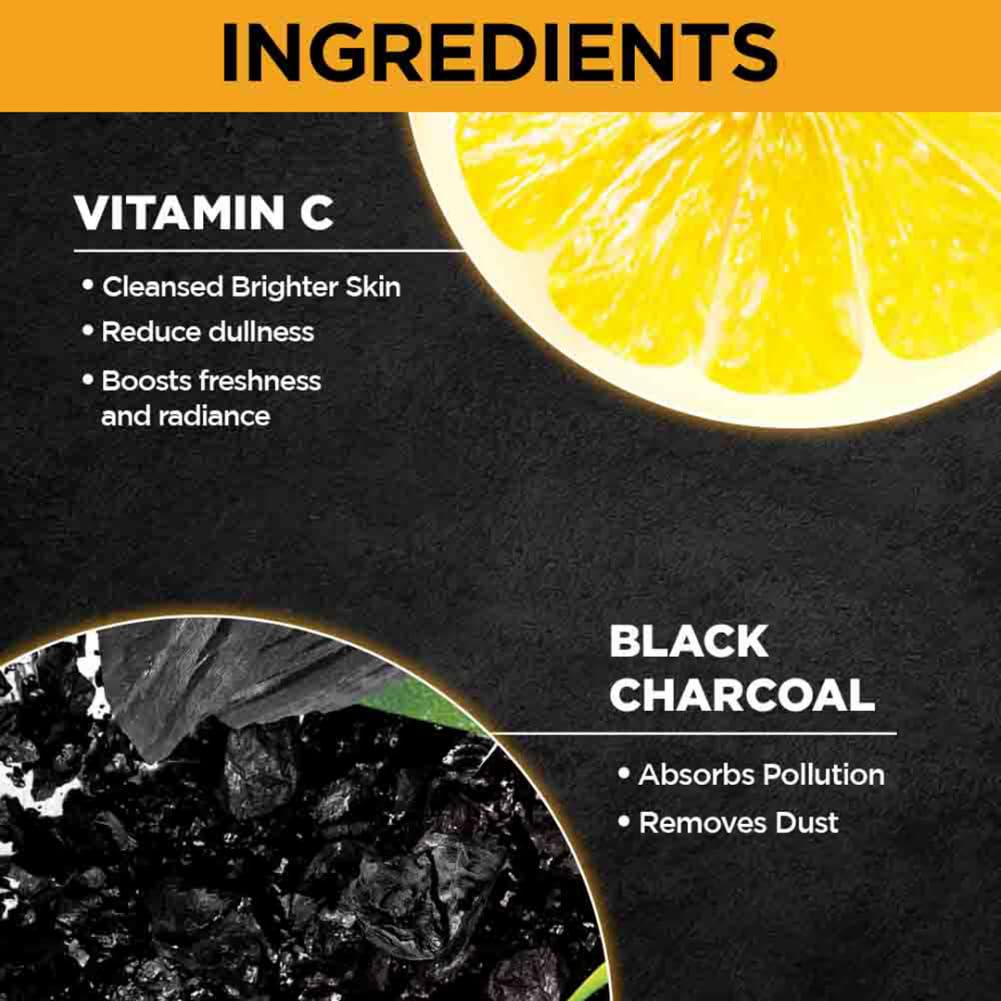 INGREDIENTS
VITAMIN C
• Cleansed Brighter Skin
• Reduce dullness
• Boosts freshness
and radiance
BLACK
CHARCOAL
• Absorbs Pollution
• Removes Dust